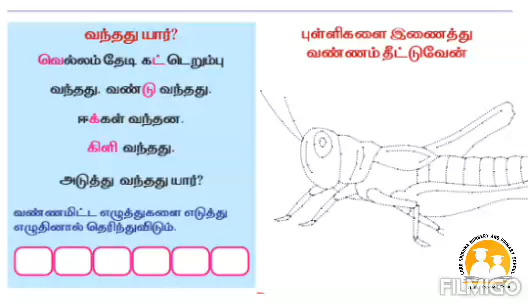 வந்தது யார்?
வெல்லம் தேடி கட் டெறும்பு
வந்தது. வண்டு வந்தது.
ஈக்கள் வந்தன.
கிளி வந்தது.
அடுத்து வந்தது யார்?
வண்ணமிட்ட எழுத்துகளை எடுத்து
எழுதினால் தெரிந்துவிடும்.
புள்ளிகளை இணைத்து
வண்ணம் தீட்டுவேன்
FILMIGO